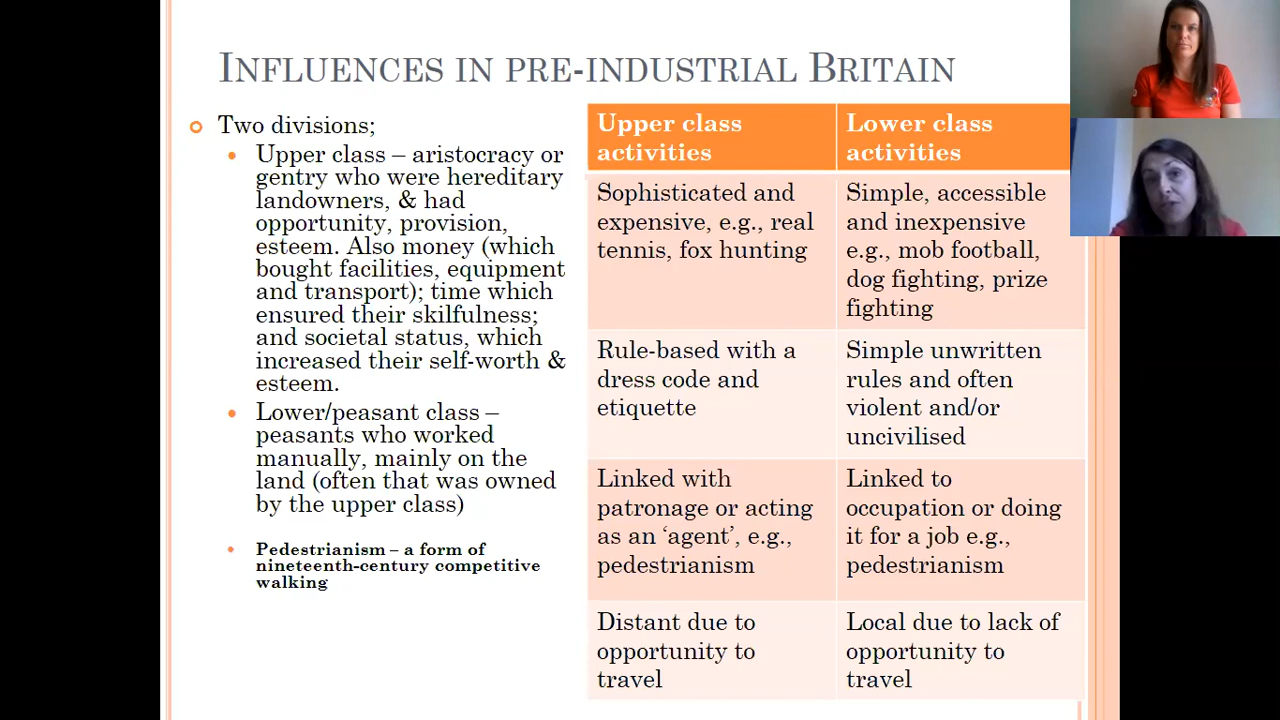 INFLUENCES IN PRE-INDUSTRIAL BRITAIN
Two divisions;
Upper class – aristocracy or
gentry who were hereditary
landowners, & had
opportunity, provision,
esteem. Also money (which
bought facilities, equipment
and transport); time which
ensured their skilfulness;
and societal status, which
increased their self-worth &
esteem.
Lower/peasant class –
peasants who worked
manually, mainly on the
land (often that was owned
by the upper class)
Pedestrianism – a form of
nineteenth-century competitive
walking
Upper class
activities
Lower class
activities
Sophisticated and
expensive, e.g., real
tennis, fox hunting
Simple, accessible
and inexpensive
e.g., mob football,
dog fighting, prize
fighting
Rule-based with a
dress code and
etiquette
Simple unwritten
rules and often
violent and/or
uncivilised
Linked with
patronage or acting
as an ‘agent’, e.g.,
pedestrianism
Linked to
occupation or doing
it for a job e.g.,
pedestrianism
Distant due to
opportunity to
travel
Local due to lack of
opportunity to
travel